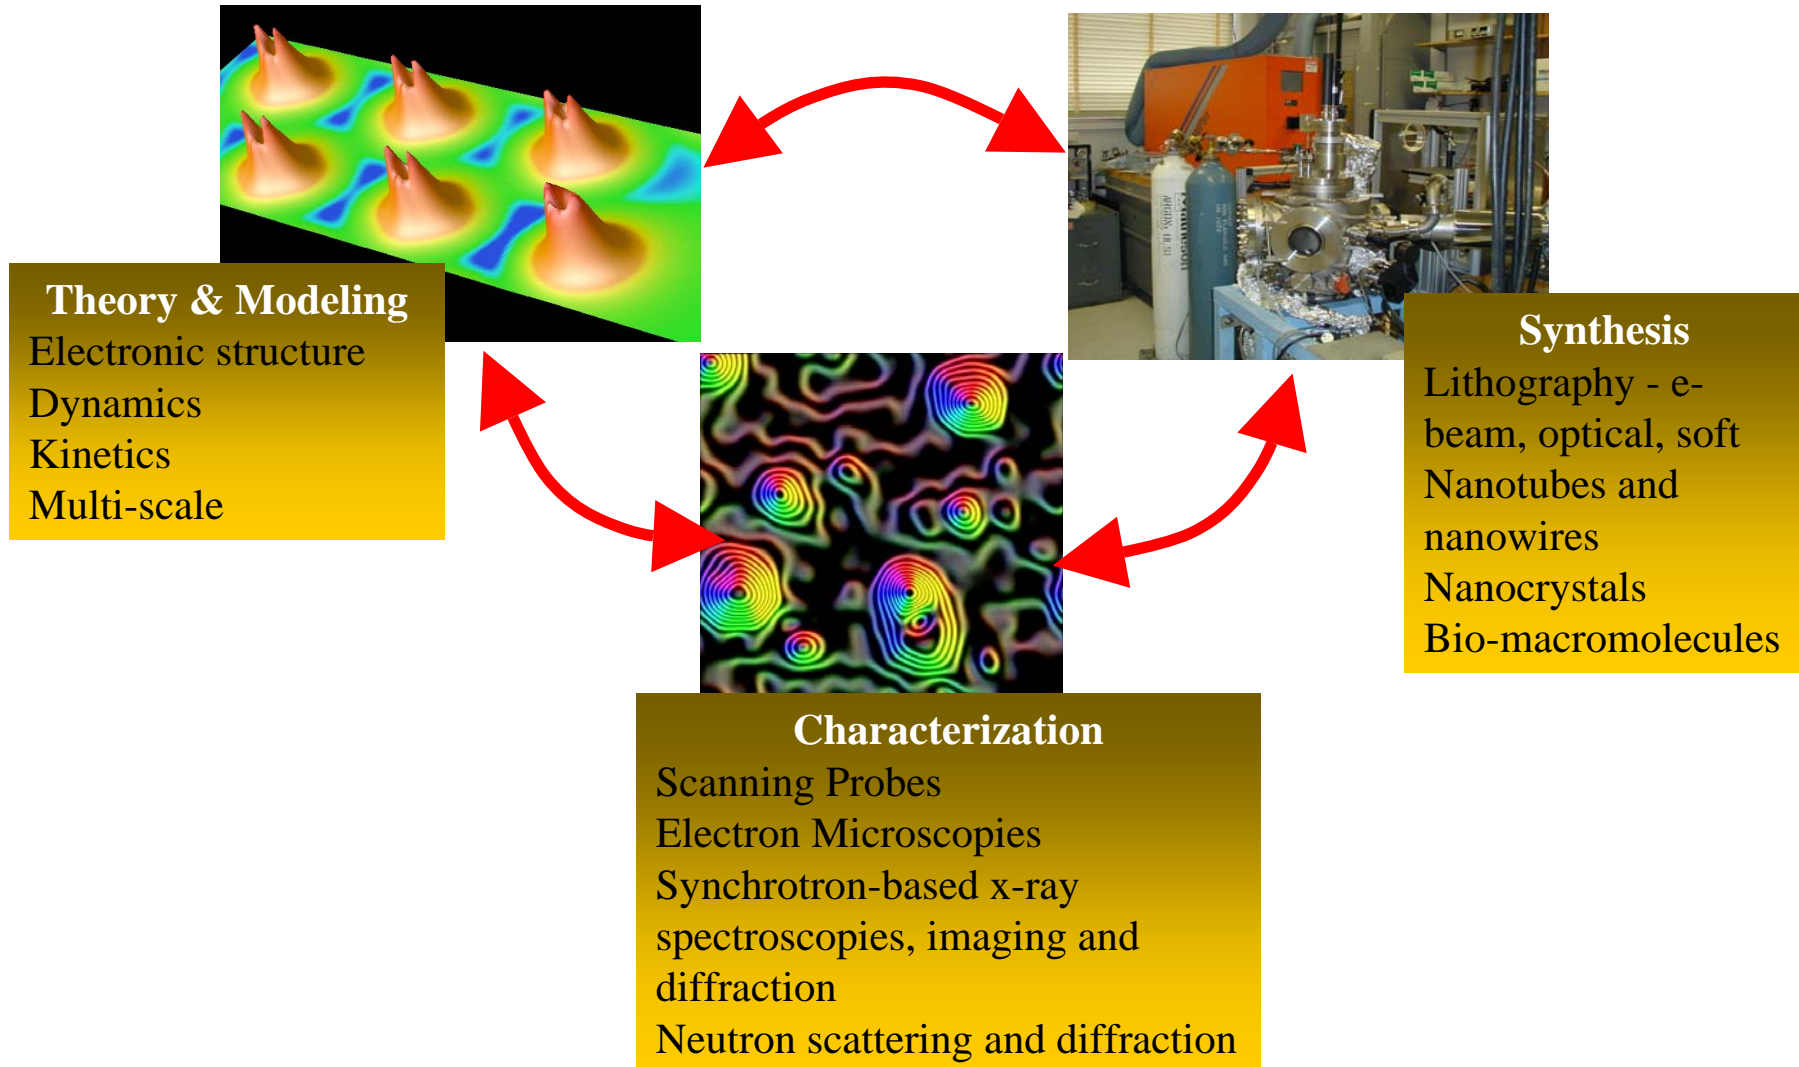 Theory & Modeling
Electronic structure
Dynamics
Kinetics
Multi-scale
Synthesis
Lithography - e-
beam, optical, soft
Nanotubes and
nanowires
Nanocrystals
Bio-macromolecules
Characterization
Scanning Probes
Electron Microscopies
Synchrotron-based x-ray
spectroscopies, imaging and
diffraction
Neutron scattering and diffraction